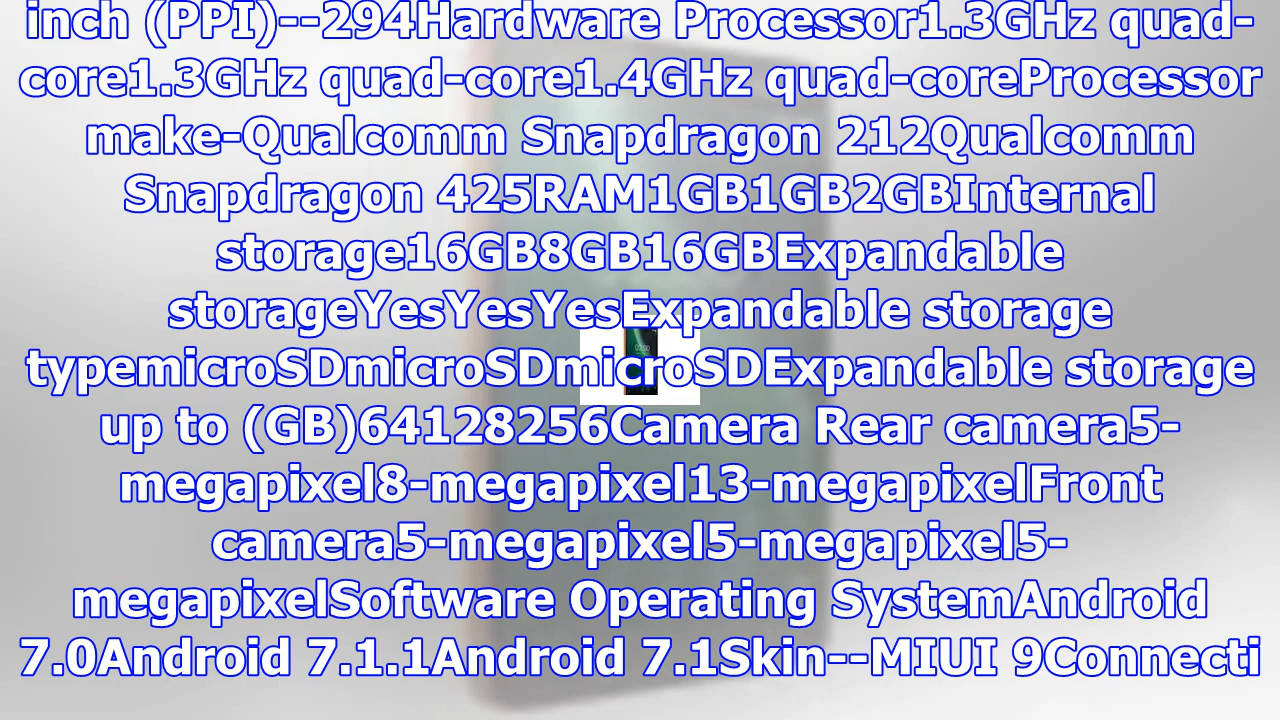 inch (PPI)--294Hardware Processor1.3GHz quad-
core1.3GHz quad-core1.4GHz quad-coreProcessor
make-Qualcomm Snapdragon 212Qualcomm
Snapdragon 425RAM1GB1GB2GBInternal
storage16GB8GB16GBExpandable
storageYesYesYesExpandable storage
typemicroSDmicroSDmicroSDExpandable storage
up to (GB)64128256Camera Rear camera5-
megapixel8-megapixel13-megapixelFront
camera5-megapixel5-megapixel5-
megapixelSoftware Operating SystemAndroid
7.0Android 7.1.1Android 7.1Skin--MIUI 9Connecti